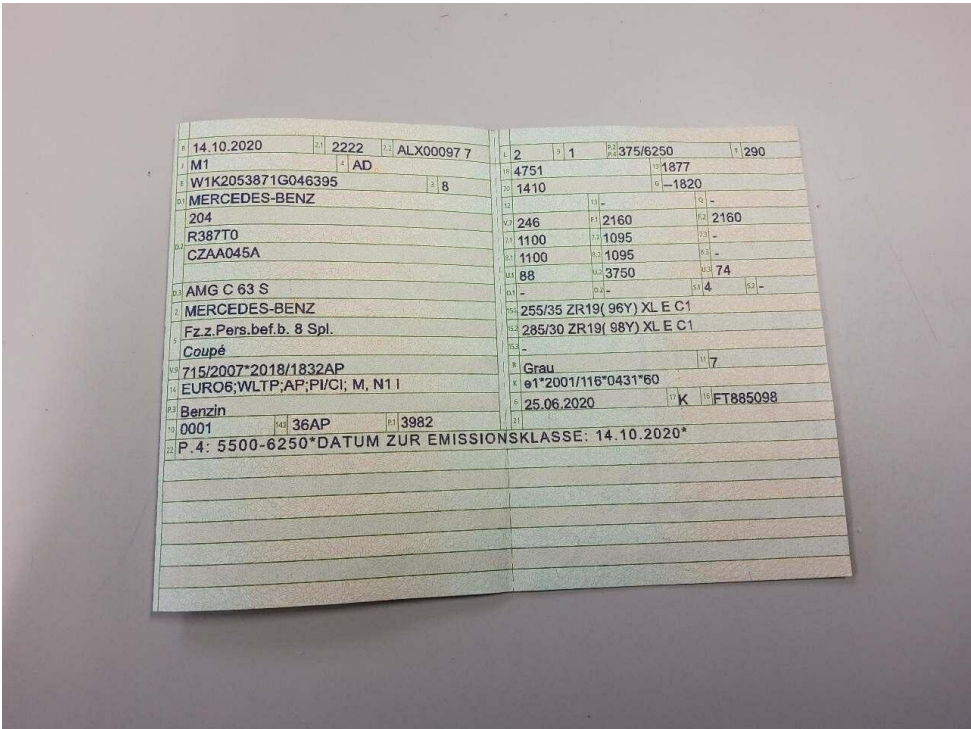 B 14.10.2020 2.1 2222 2.2 ALX00097 7
J M1 4 AD
E W1K2053871G046395 3 8
D.1 MERCEDES-BENZ
204
D.2 R387T0
CZAA045A
D.3 AMG C 63 S
2 MERCEDES-BENZ
5 Fz.z.Pers.bef.b. 8 Spl.
Coupé
V.9 715/2007*2018/1832AP
14 EURO6;WLTP;AP;PI/CI; M, N1 I
P.3 Benzin
10 0001 14.1 36AP P.1 3982
22 P.4: 5500-6250*DATUM ZUR EMISSIONSKLASSE: 14.10.2020*
L 2 9 1 P.2 P.4 375/6250 T 290
18 4751 19 1877
20 1410 G –1820
12 13 - Q -
V.7 246 F.1 2160 F.2 2160
7.1 1100 7.2 1095 7.3 -
8.1 1100 8.2 1095 8.3 -
U.1 88 U.2 3750 U.3 74
O.1 - O.2 - S.1 4 S.2 -
15.1 255/35 ZR19( 96Y) XL E C1
15.2 285/30 ZR19( 98Y) XL E C1
15.3 -
R Grau 11 7
K e1*2001/116*0431*60
6 25.06.2020 17 K 16 FT885098
21